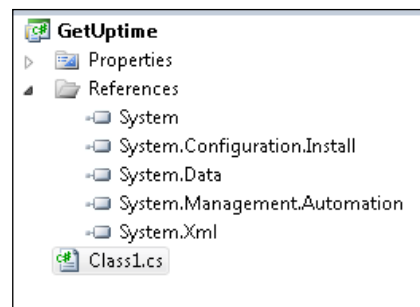 GetUptime
Properties
References
System
System.Configuration.Install
System.Data
System.Management.Automation
System.Xml
Class1.cs